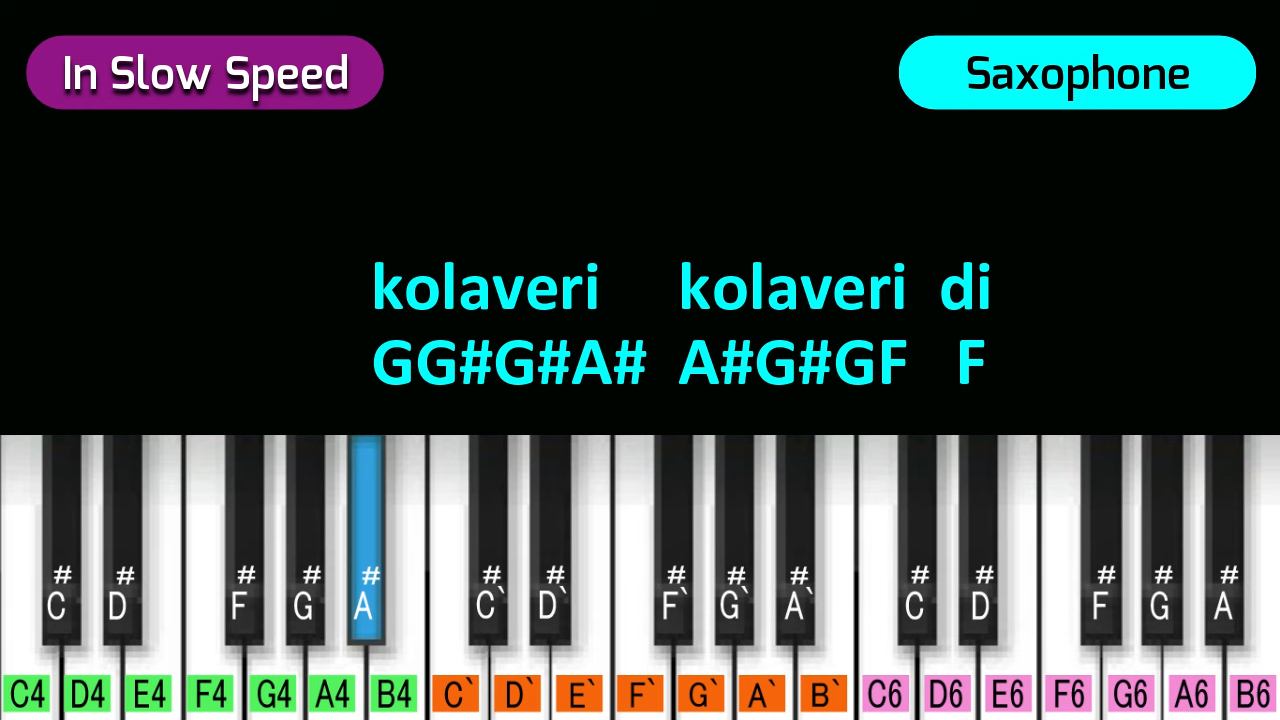 In Slow Speed Saxophone
kolaveri kolaveri di
GG#G#A# A#G#GF F
# # # # # # # # # # # # # # #
C D F G A C` D` F` G` A` C D F G A
C4 D4 E4 F4 G4 A4 B4 C` D` E` F` G` A` B` C6 D6 E6 F6 G6 A6 B6